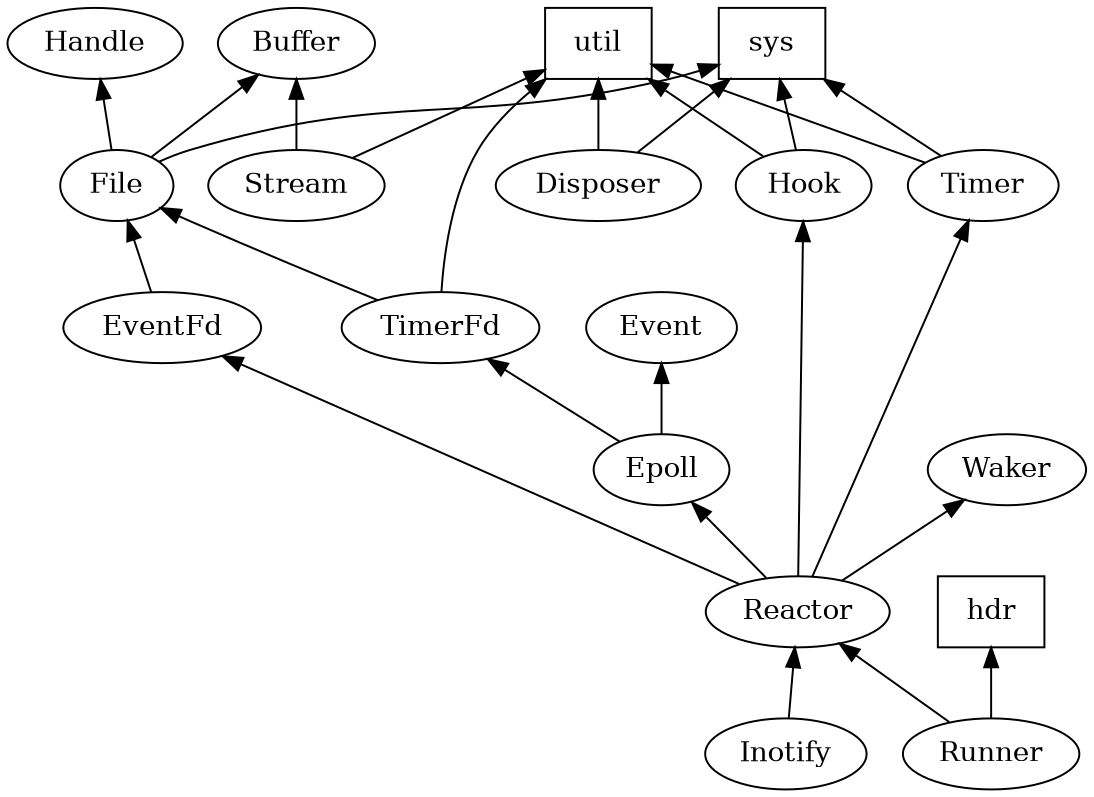 Handle
Buffer
util
sys
File
Stream
Disposer
Hook
Timer
EventFd
TimerFd
Event
Epoll
Waker
Reactor
hdr
Inotify
Runner